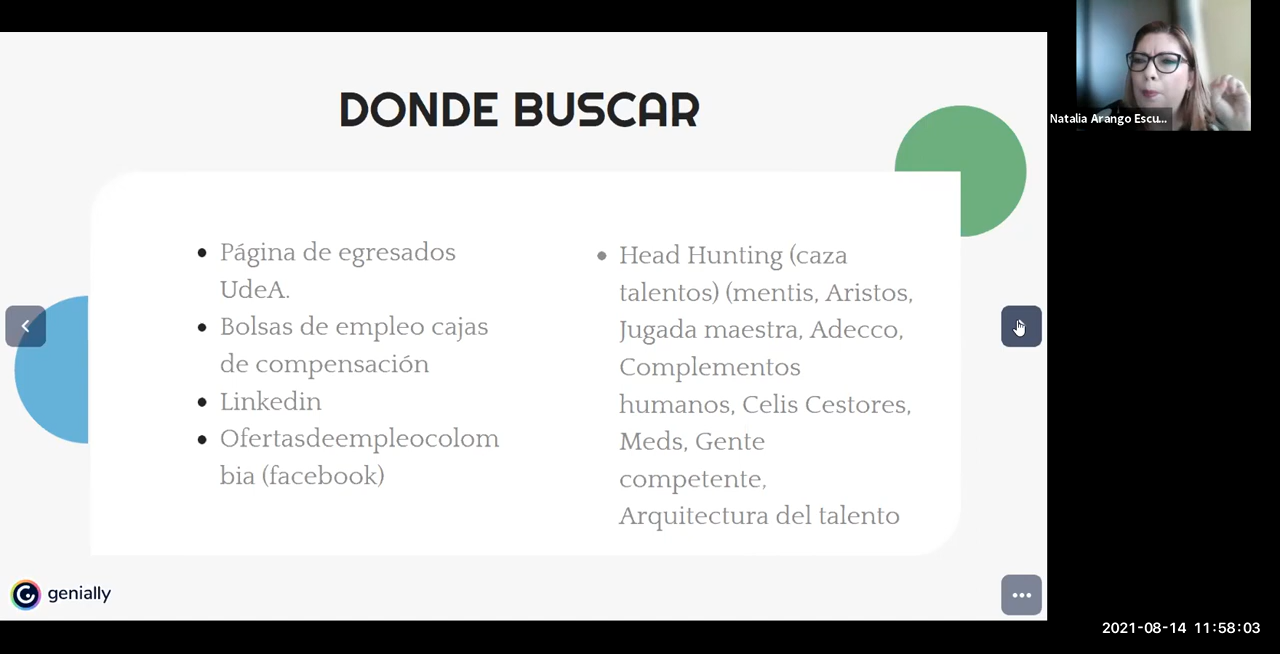 DONDE BUSCAR
Natalia Arango Escu...
Página de egresados
UdeA.
Bolsas de empleo cajas
de compensación
Linkedin
Ofertasdeempleocolom
bia (facebook)
Head Hunting (caza
talentos) (mentis, Aristos,
Jugada maestra, Adecco,
Complementos
humanos, Celis Cestores,
Meds, Gente
competente,
Arquitectura del talento
genially
2021-08-14 11:58:03